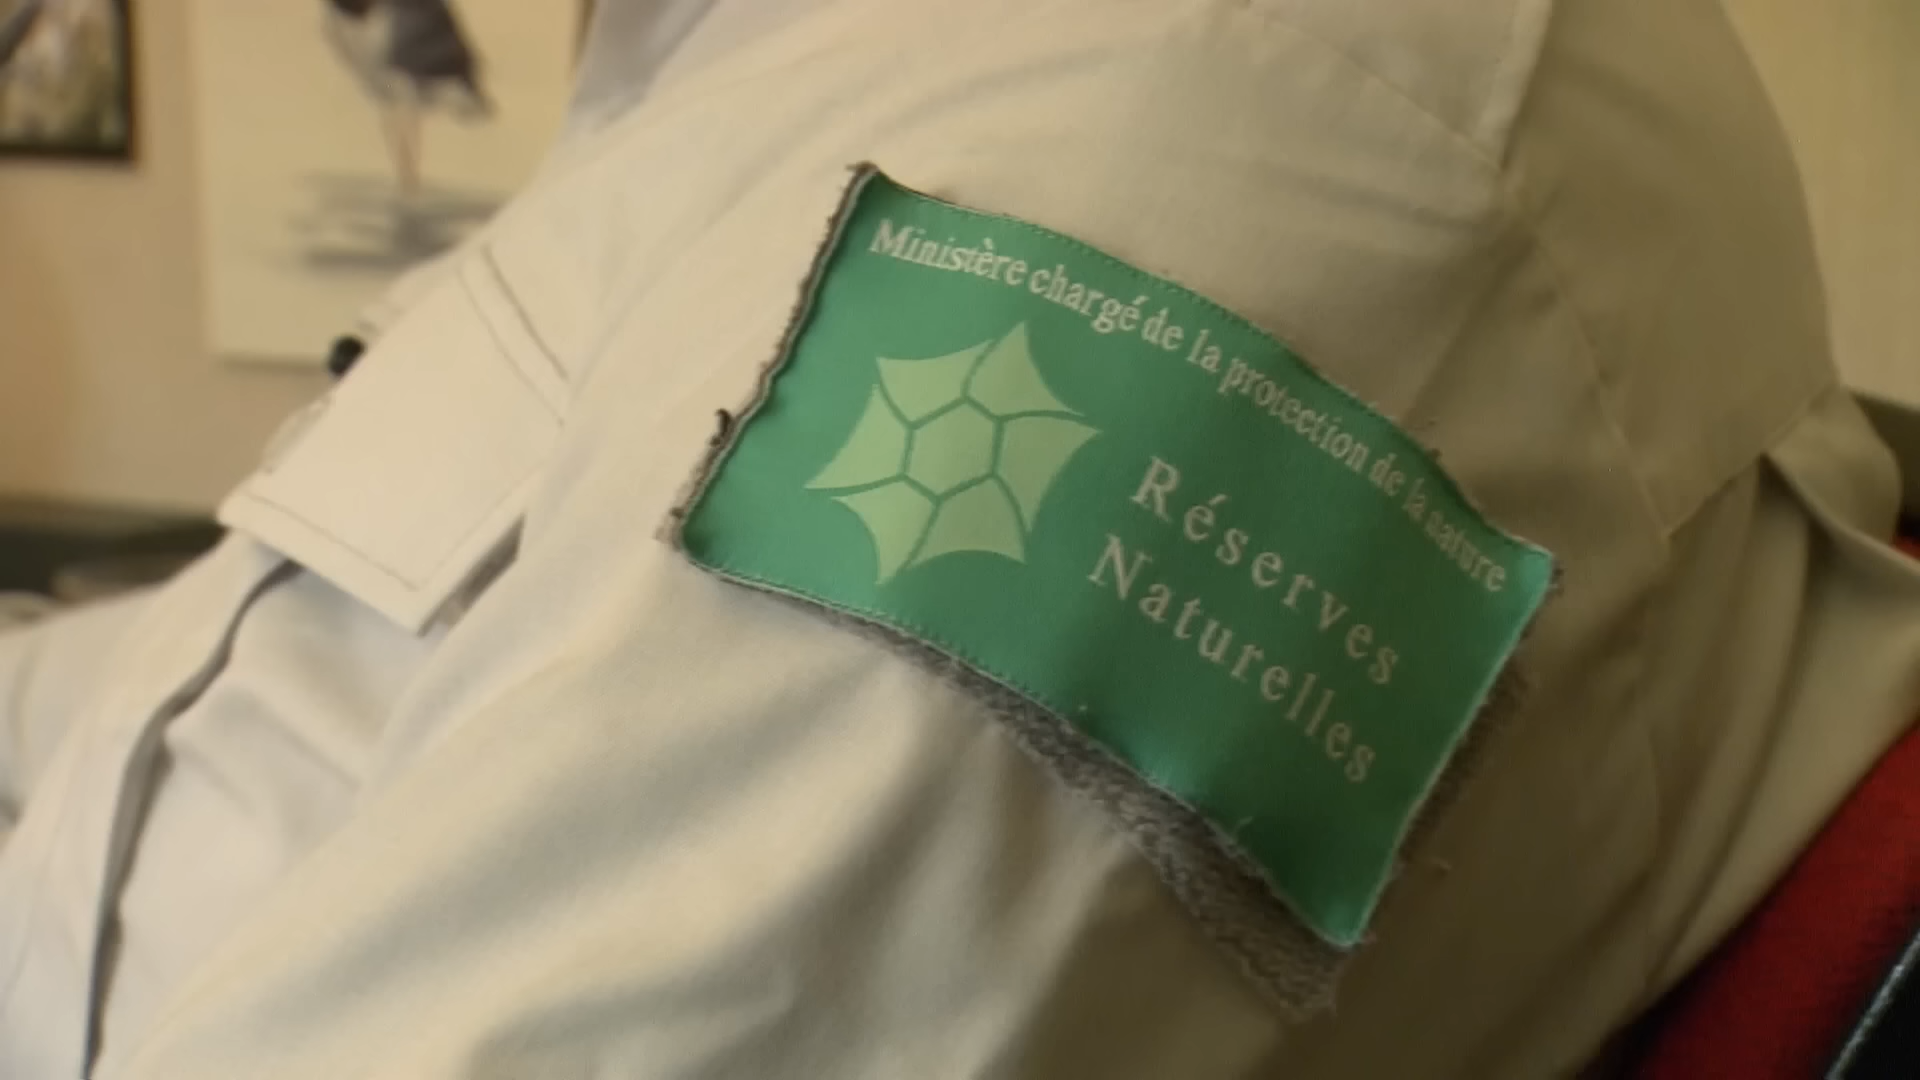 Ministère chargé de la protection de la nature
Réserves
Naturelles